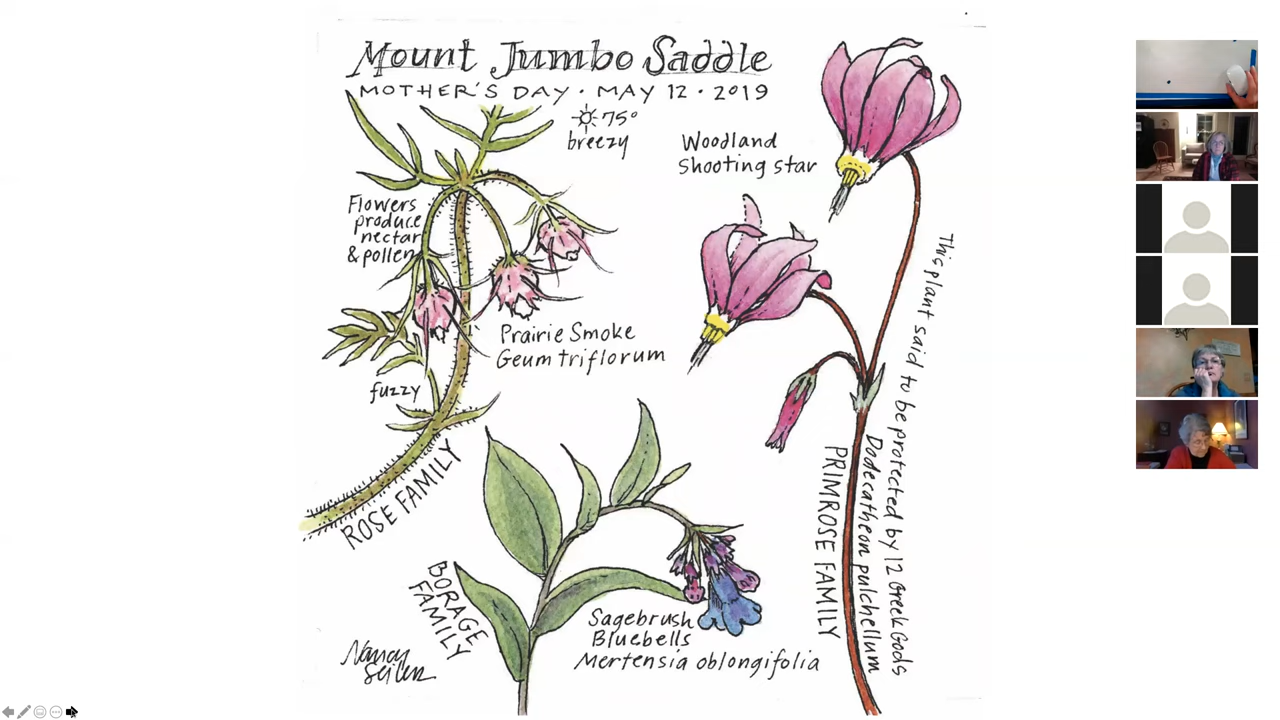 Mount Jumbo Saddle
MOTHER'S DAY · MAY 12 · 2019
75°
breezy
Woodland
Shooting star
Flowers
produce
nectar
& pollen
Prairie Smoke
Geum triflorum
fuzzy
ROSE FAMILY
This plant said to be protected by 12 Greek Gods
Dodecatheon pulchellum
PRIMROSE FAMILY
BORAGE
FAMILY
Sagebrush
Bluebells
Mertensia oblongifolia
Nancy